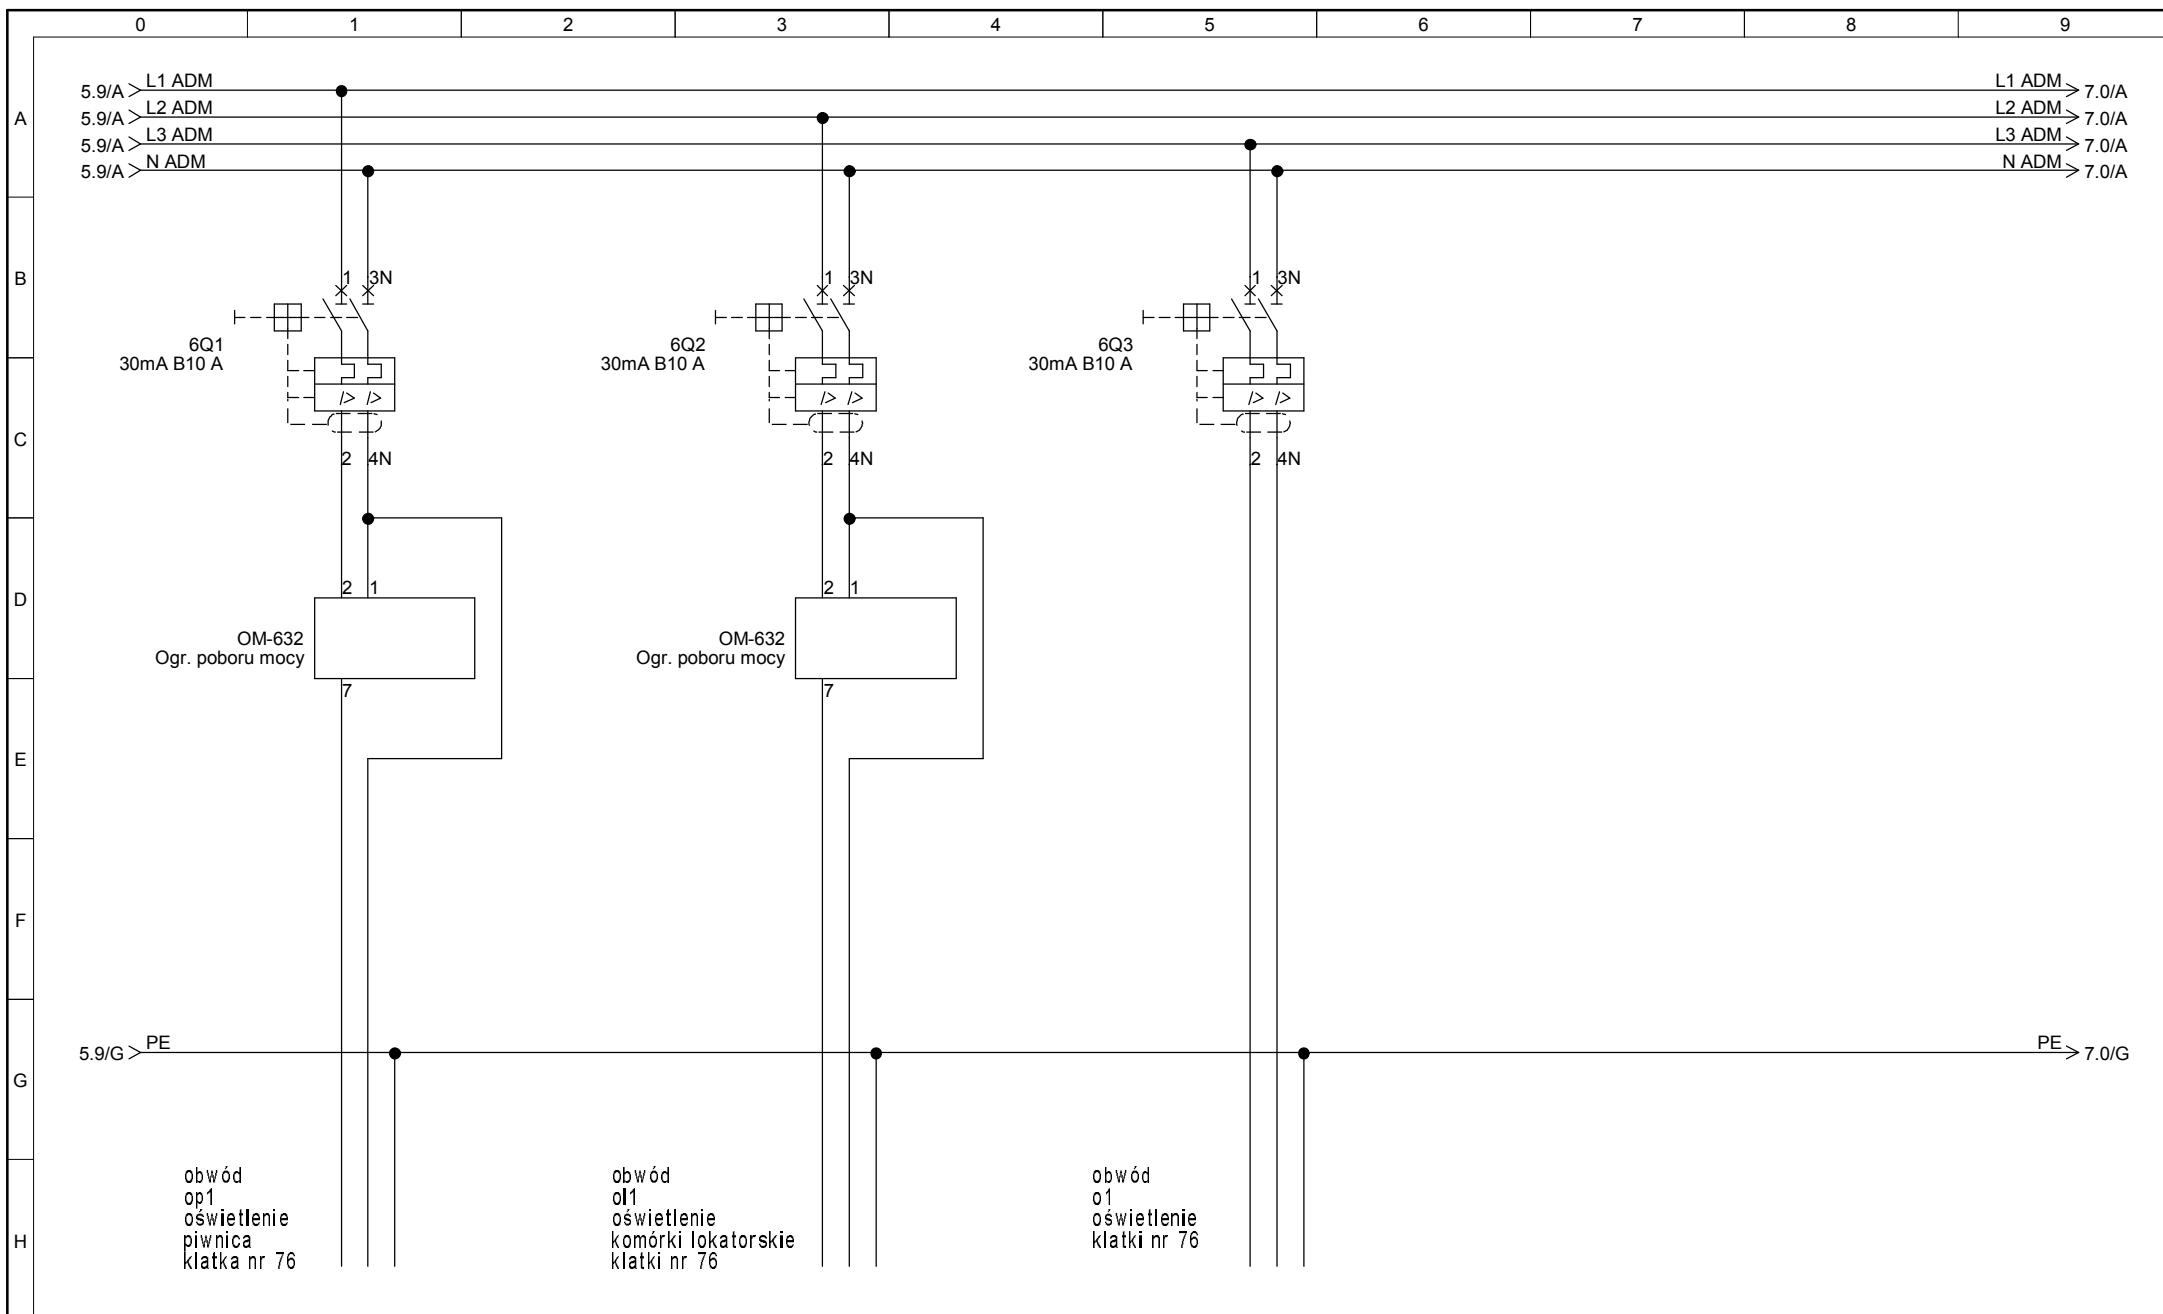 0 1 2 3 4 5 6 7 8 9
A
5.9/A L1 ADM L1 ADM 7.0/A
5.9/A L2 ADM L2 ADM 7.0/A
5.9/A L3 ADM L3 ADM 7.0/A
5.9/A N ADM N ADM 7.0/A
B
1 3N 1 3N 1 3N
6Q1 6Q2 6Q3
30mA B10 A 30mA B10 A 30mA B10 A
I> I> I> I> I> I>
C
2 4N 2 4N 2 4N
D
2 1 2 1
OM-632 OM-632
Ogr. poboru mocy Ogr. poboru mocy
7 7
E
F
5.9/G PE PE 7.0/G
G
H
obwód
op1
oświetlenie
piwnica
klatka nr 76
obwód
ol1
oświetlenie
komórki lokatorskie
klatki nr 76
obwód
o1
oświetlenie
klatki nr 76